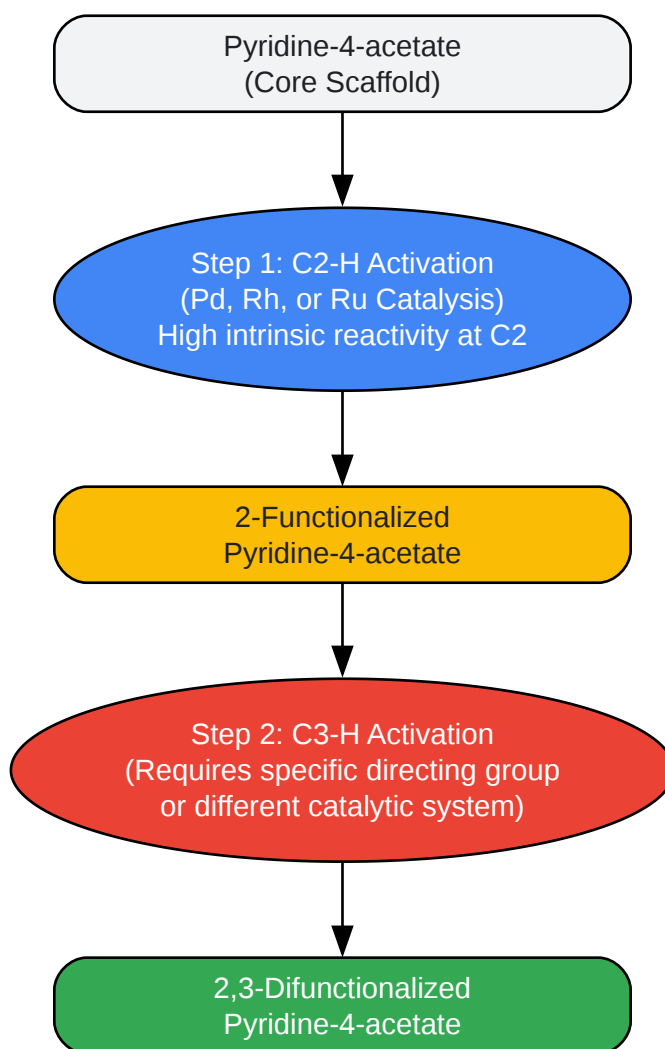 Pyridine-4-acetate
(Core Scaffold)
Step 1: C2-H Activation
(Pd, Rh, or Ru Catalysis)
High intrinsic reactivity at C2
2-Functionalized
Pyridine-4-acetate
Step 2: C3-H Activation
(Requires specific directing group
or different catalytic system)
2,3-Difunctionalized
Pyridine-4-acetate